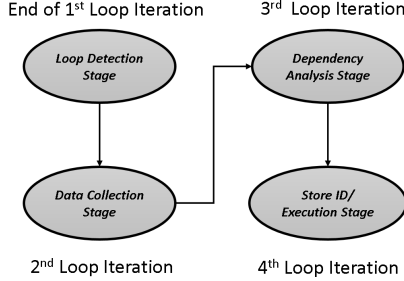 End of 1st Loop Iteration
Loop Detection
Stage
Data Collection
Stage
2nd Loop Iteration
3rd Loop Iteration
Dependency
Analysis Stage
Store ID/
Execution Stage
4th Loop Iteration